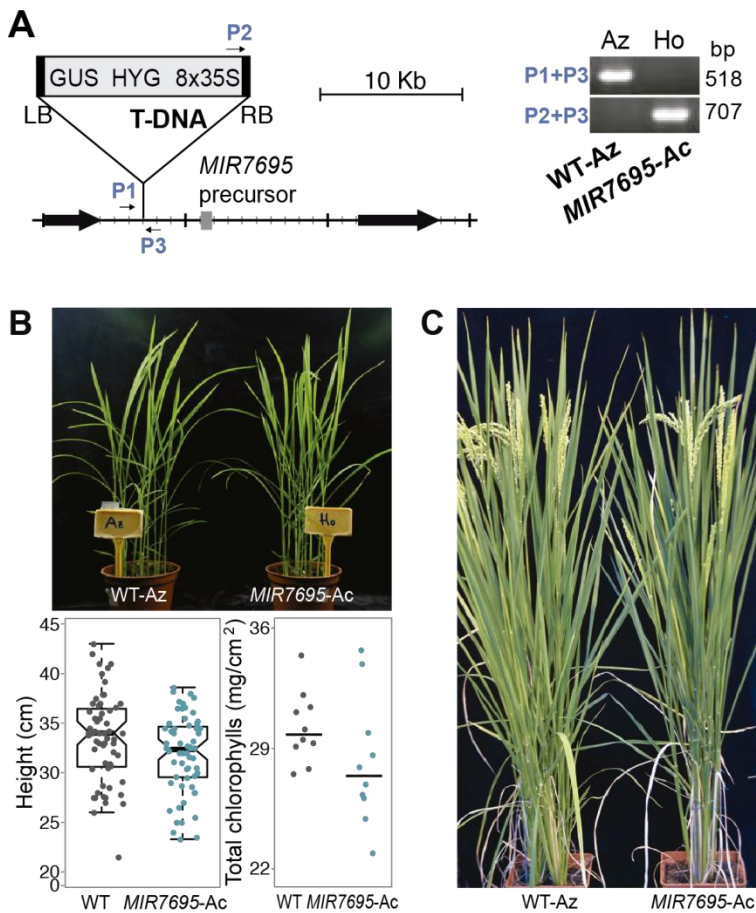 A
P2
GUS HYG 8x35S
LB
RB
T-DNA
10 Kb
MIR7695
precursor
P1
P3
Az Ho
bp
P1+P3
518
P2+P3
707
WT-Az
MIR7695-Ac
B
Az
Ho
WT-Az
MIR7695-Ac
Height (cm)
45
40
35
30
25
20
0
WT MIR7695-Ac
Total chlorophylls (mg/cm²)
36
29
22
WT MIR7695-Ac
C
WT-Az
MIR7695-Ac